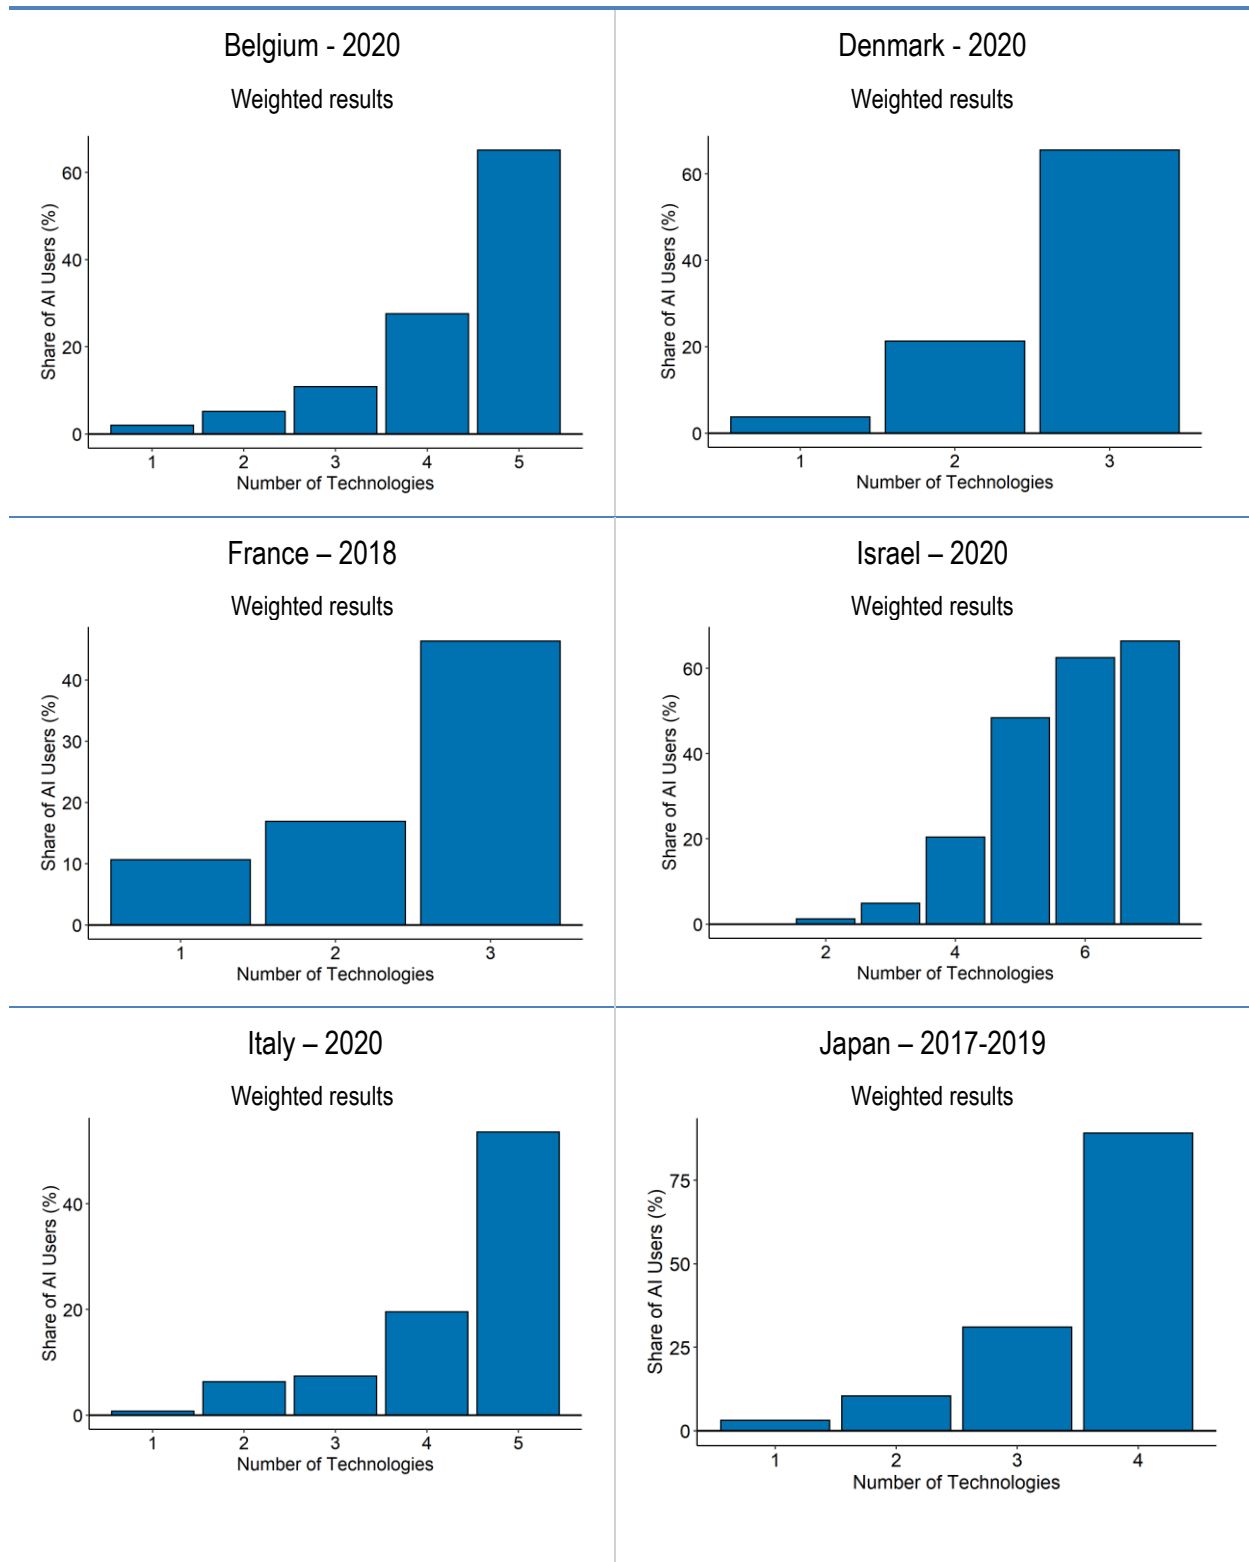 Belgium - 2020
Weighted results
60
40
20
0
Share of AI Users (%)
1 2 3 4 5
Number of Technologies
Denmark - 2020
Weighted results
60
40
20
0
Share of AI Users (%)
1 2 3
Number of Technologies
France – 2018
Weighted results
40
30
20
10
0
Share of AI Users (%)
1 2 3
Number of Technologies
Israel – 2020
Weighted results
60
40
20
0
Share of AI Users (%)
2 4 6
Number of Technologies
Italy – 2020
Weighted results
40
20
0
Share of AI Users (%)
1 2 3 4 5
Number of Technologies
Japan – 2017-2019
Weighted results
75
50
25
0
Share of AI Users (%)
1 2 3 4
Number of Technologies